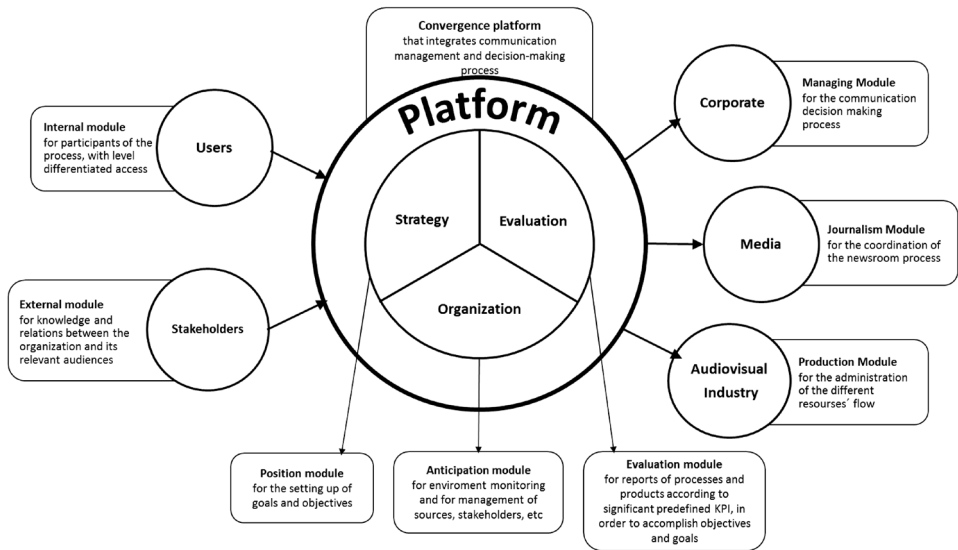 Convergence platform
that integrates communication
management and decision-making
process
Platform
Strategy
Evaluation
Organization
Internal module
for participants of
the process, with level
differentiated access
Users
External module
for knowledge and
relations between the
organization and its
relevant audiences
Stakeholders
Corporate
Managing Module
for the communication
decision making
process
Media
Journalism Module
for the coordination of
the newsroom process
Audiovisual
Industry
Production Module
for the administration
of the different
resourses´ flow
Position module
for the setting up of
goals and objectives
Anticipation module
for enviroment monitoring
and for management of
sources, stakeholders, etc
Evaluation module
for reports of processes and
products according to
significant predefined KPI, in
order to accomplish objectives
and goals